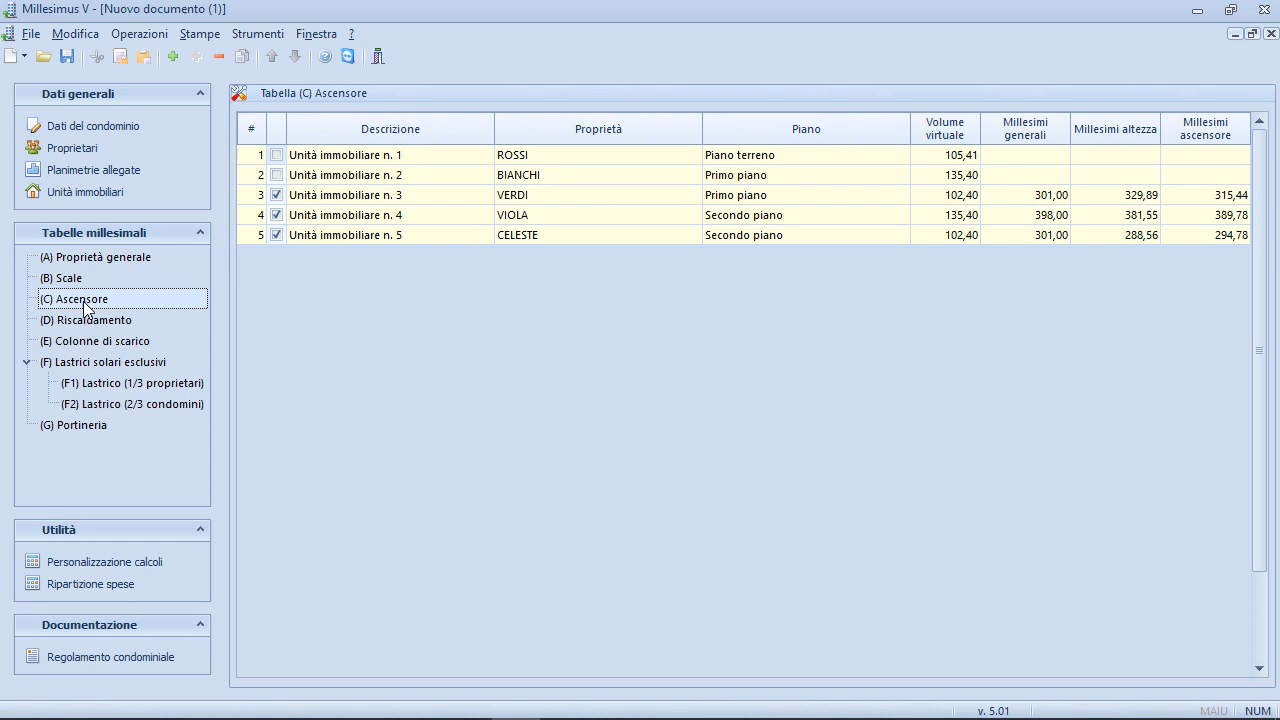 Millesimus V - [Nuovo documento (1)]
File Modifica Operazioni Stampe Strumenti Finestra ?
Dati generali
Dati del condominio
Proprietari
Planimetrie allegate
Unità immobiliari
Tabelle millesimali
(A) Proprietà generale
(B) Scale
(C) Ascensore
(D) Riscaldamento
(E) Colonne di scarico
(F) Lastrici solari esclusivi
(F1) Lastrico (1/3 proprietari)
(F2) Lastrico (2/3 condomini)
(G) Portineria
Utilità
Personalizzazione calcoli
Ripartizione spese
Documentazione
Regolamento condominiale
Tabella (C) Ascensore
# Descrizione Proprietà Piano Volume virtuale Millesimi generali Millesimi altezza Millesimi ascensore
1 Unità immobiliare n. 1 ROSSI Piano terreno 105,41
2 Unità immobiliare n. 2 BIANCHI Primo piano 135,40
3 Unità immobiliare n. 3 VERDI Primo piano 102,40 301,00 329,89 315,44
4 Unità immobiliare n. 4 VIOLA Secondo piano 135,40 398,00 381,55 389,78
5 Unità immobiliare n. 5 CELESTE Secondo piano 102,40 301,00 288,56 294,78
v. 5.01 MAIU NUM